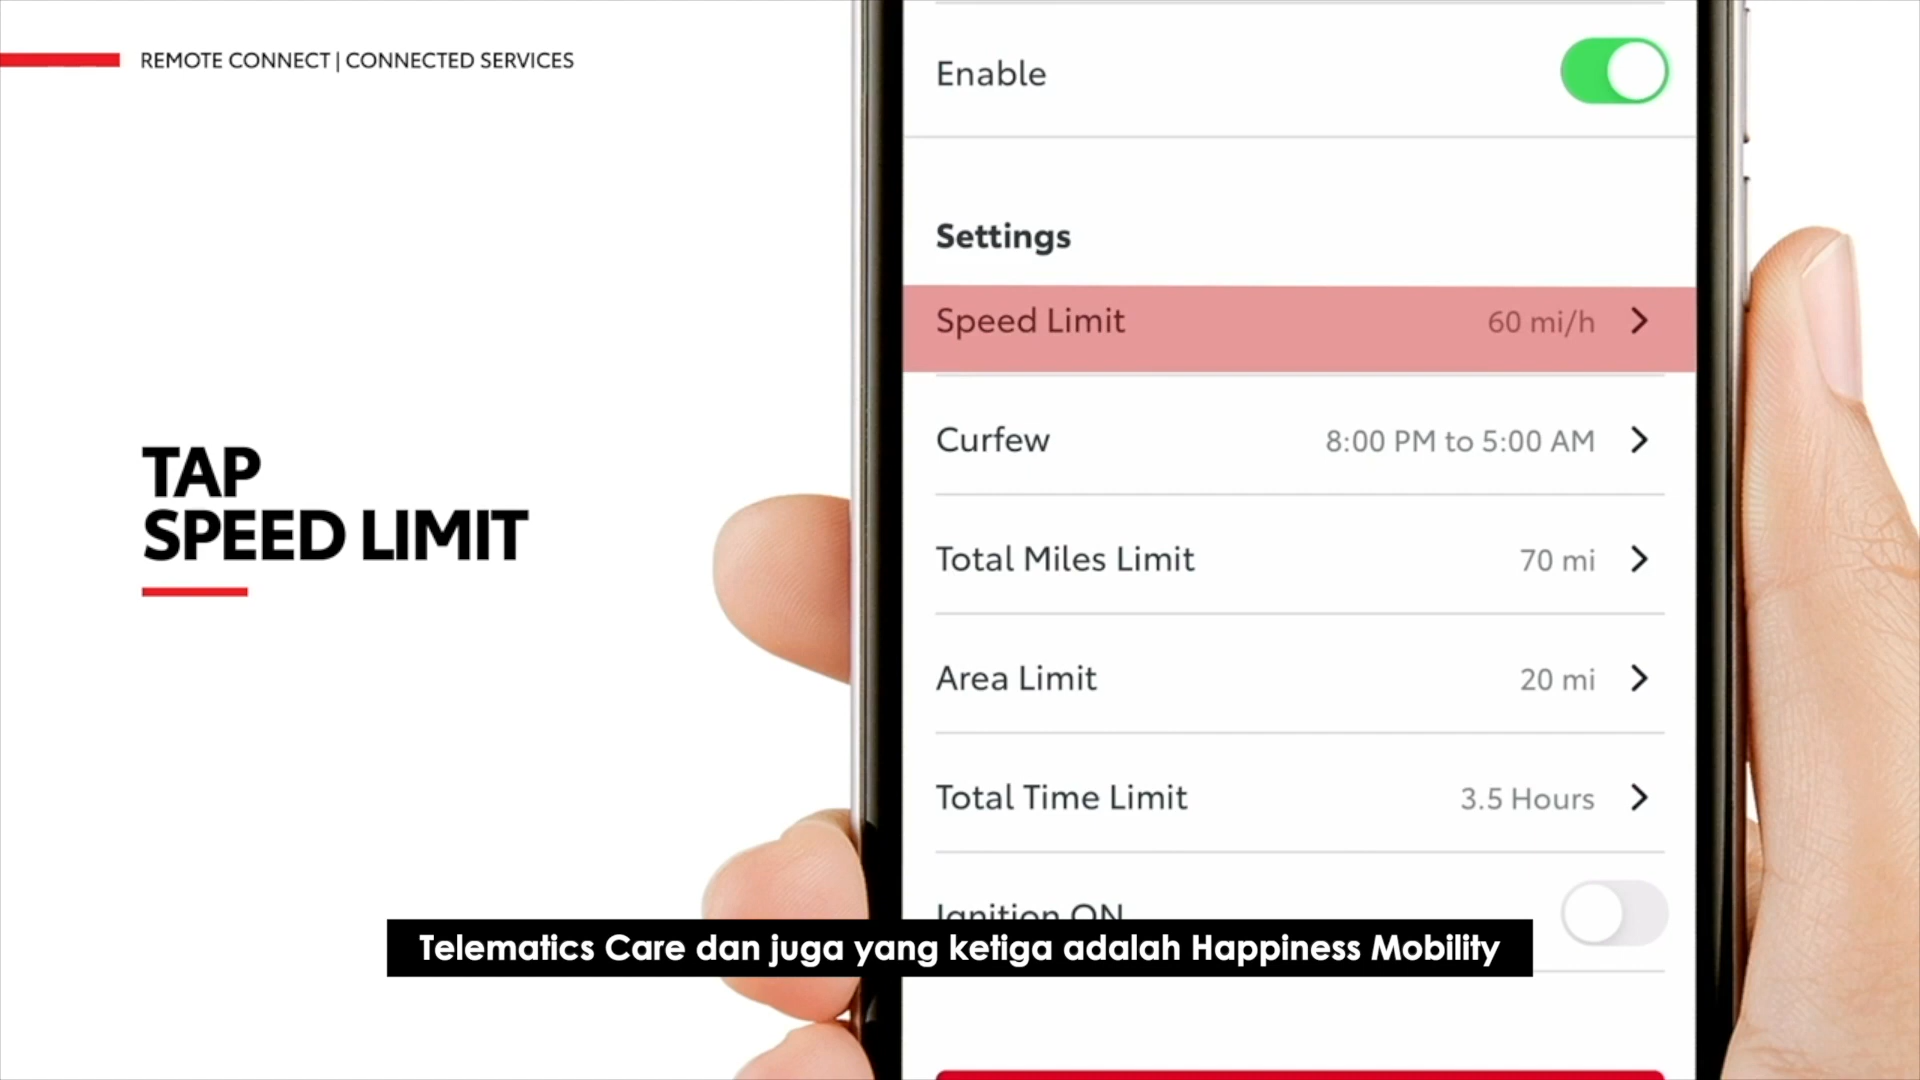 REMOTE CONNECT | CONNECTED SERVICES
TAP
SPEED LIMIT
Enable
Settings
Speed Limit 60 mi/h
Curfew 8:00 PM to 5:00 AM
Total Miles Limit 70 mi
Area Limit 20 mi
Total Time Limit 3.5 Hours
Ignition ON
Telematics Care dan juga yang ketiga adalah Happiness Mobility